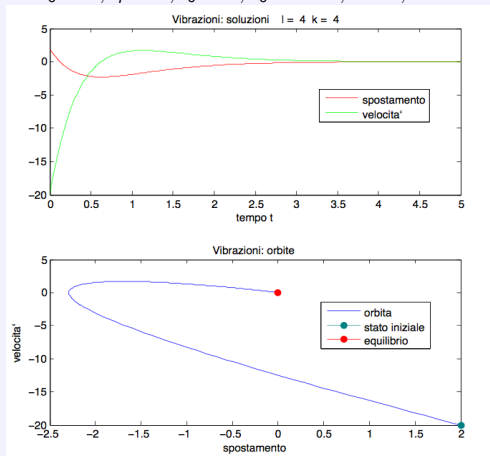 Vibrazioni: soluzioni l = 4 k = 4
5
0
−5
−10
−15
−20
spostamento
velocita'
0 0.5 1 1.5 2 2.5 3 3.5 4 4.5 5
tempo t
Vibrazioni: orbite
5
0
−5
−10
−15
−20
velocita'
orbita
stato iniziale
equilibrio
−2.5 −2 −1.5 −1 −0.5 0 0.5 1 1.5 2
spostamento